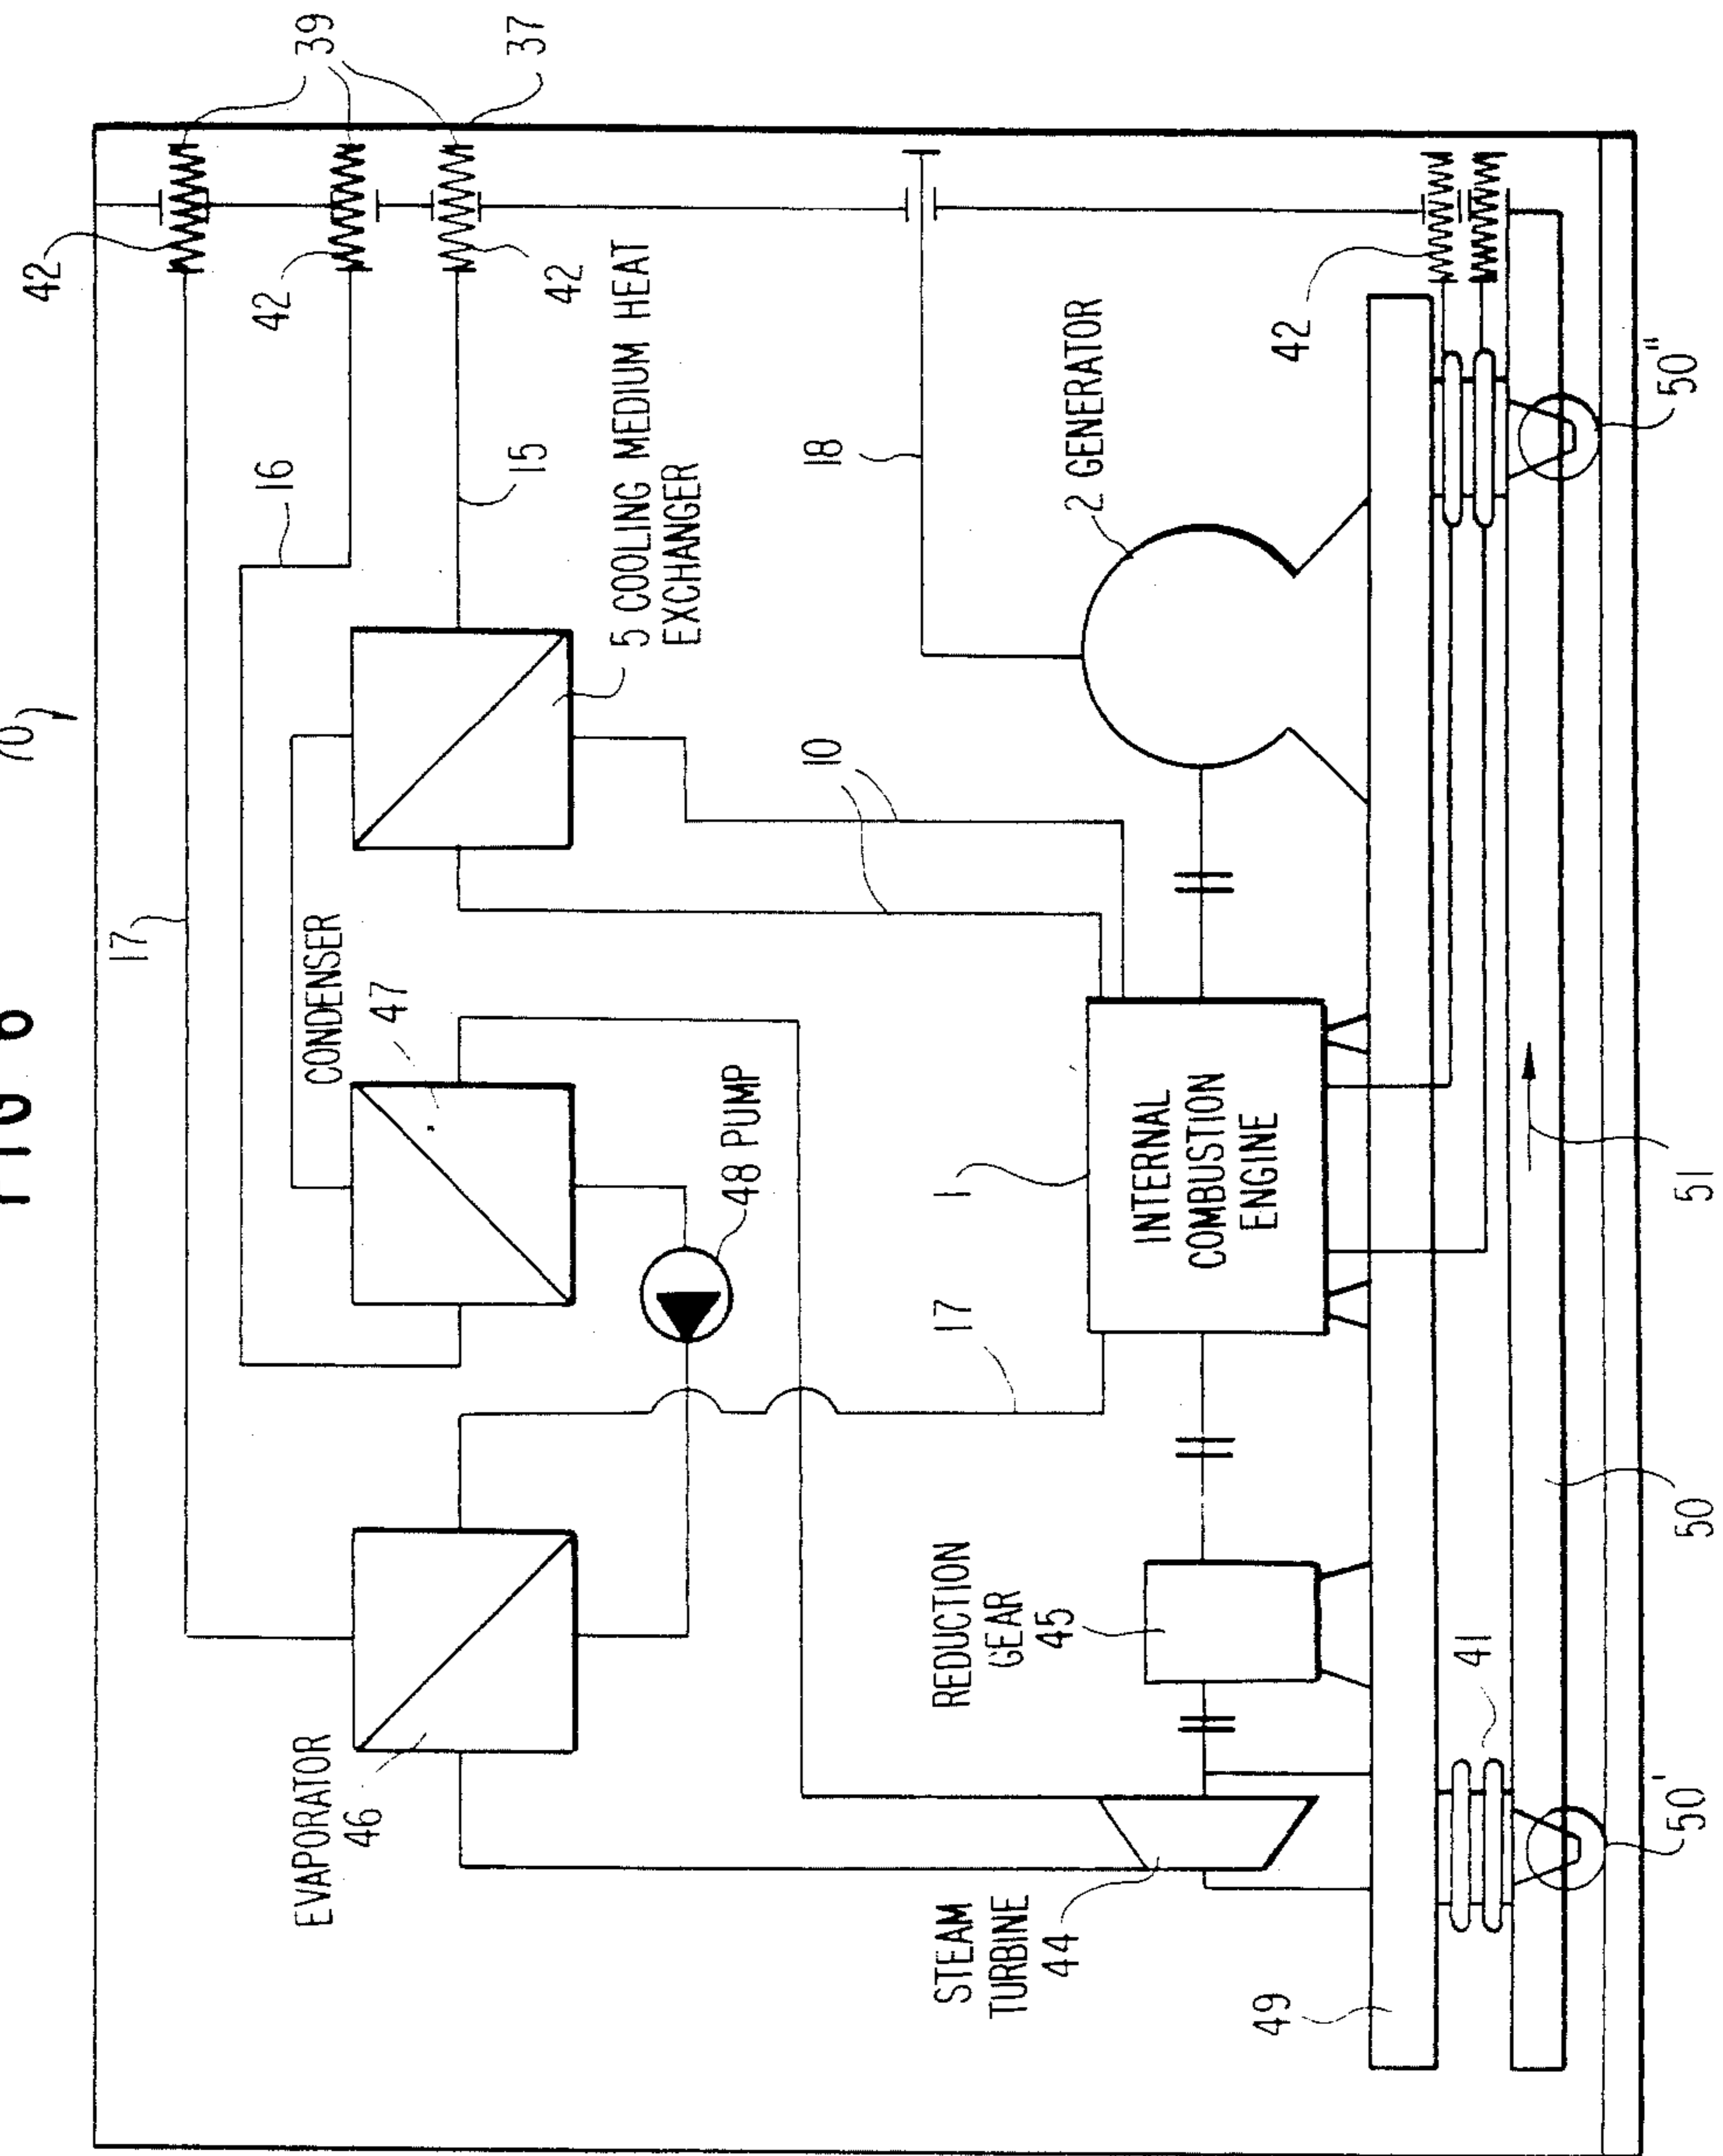 FIG
70
42
17
42
16
39
EVAPORATOR
46
CONDENSER
47
15
37
42
5 COOLING MEDIUM HEAT
EXCHANGER
48 PUMP
10
18
STEAM
TURBINE
44
REDUCTION
GEAR
45
17
1
2 GENERATOR
INTERNAL
COMBUSTION
ENGINE
49
42
41
50'
50
51
50"